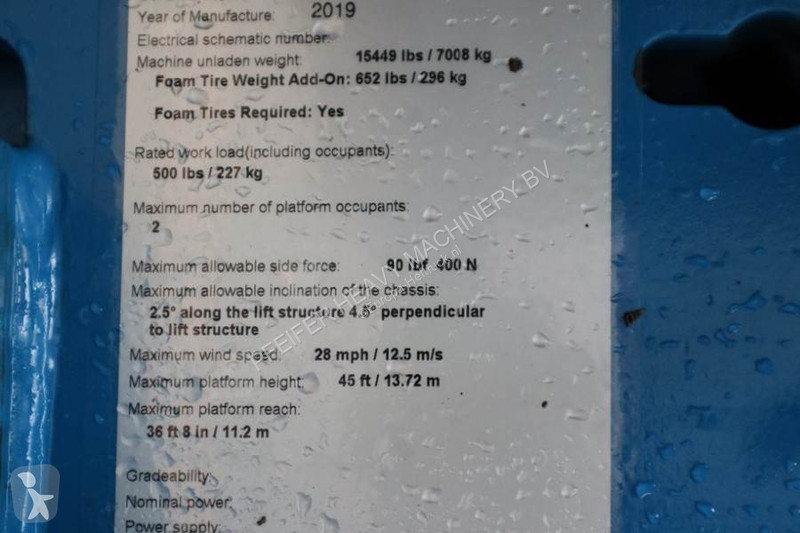 Year of Manufacture: 2019
Electrical schematic number:
Machine unladen weight: 15449 lbs / 7008 kg
Foam Tire Weight Add-On: 652 lbs / 296 kg
Foam Tires Required: Yes
Rated work load(including occupants):
500 lbs / 227 kg
Maximum number of platform occupants:
2
Maximum allowable side force: 90 lbf 400 N
Maximum allowable inclination of the chassis:
2.5° along the lift structure 4.5° perpendicular
to lift structure
Maximum wind speed: 28 mph / 12.5 m/s
Maximum platform height: 45 ft / 13.72 m
Maximum platform reach:
36 ft 8 in / 11.2 m
Gradeability:
Nominal power:
Power supply:
PFEIFER HEAVY MACHINERY BV